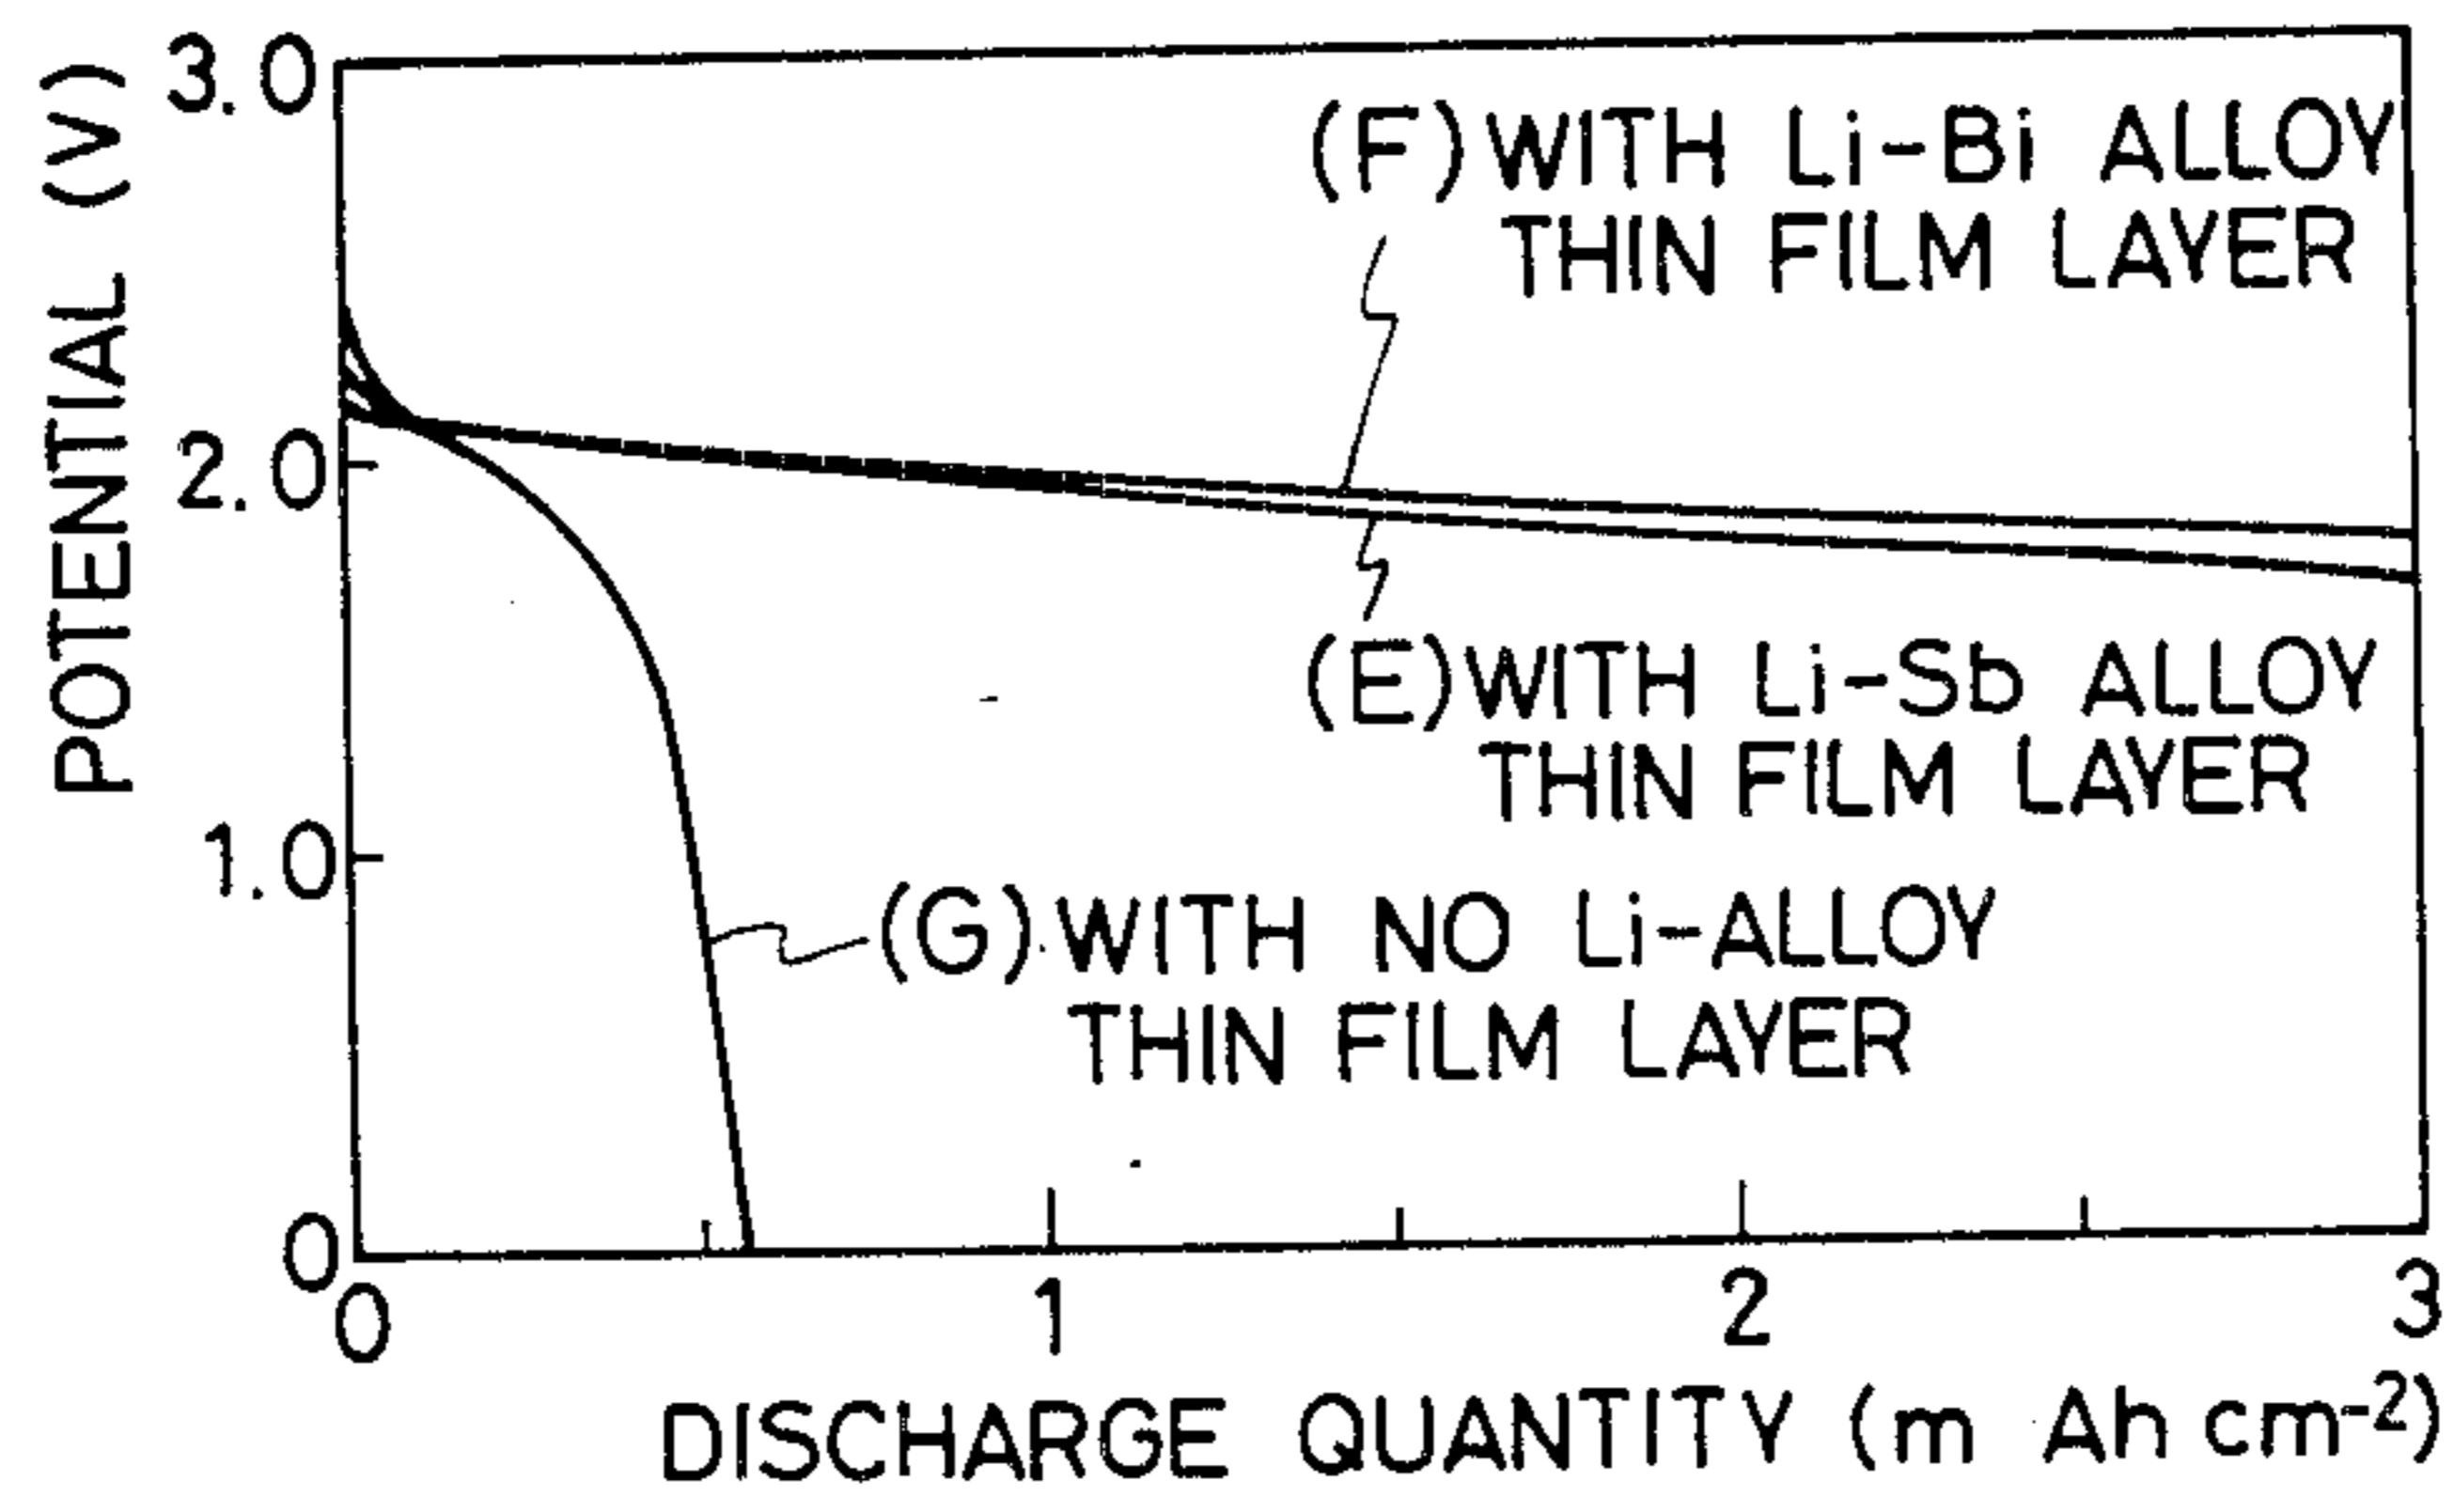 POTENTIAL (V)
3.0
2.0
1.0
0
(F) WITH Li-Bi ALLOY
THIN FILM LAYER
(E) WITH Li-Sb ALLOY
THIN FILM LAYER
(G) WITH NO Li-ALLOY
THIN FILM LAYER
0 1 2 3
DISCHARGE QUANTITY (m Ah cm-2)